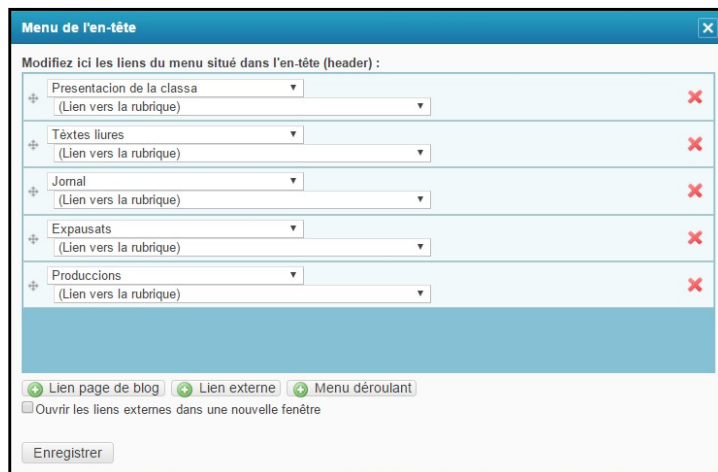 Menu de l'en-tête
Modifiez ici les liens du menu situé dans l'en-tête (header) :
Presentacion de la classa
(Lien vers la rubrique)
Tèxtes liures
(Lien vers la rubrique)
Jornal
(Lien vers la rubrique)
Expausats
(Lien vers la rubrique)
Produccions
(Lien vers la rubrique)
Lien page de blog Lien externe Menu déroulant
Ouvrir les liens externes dans une nouvelle fenêtre
Enregistrer